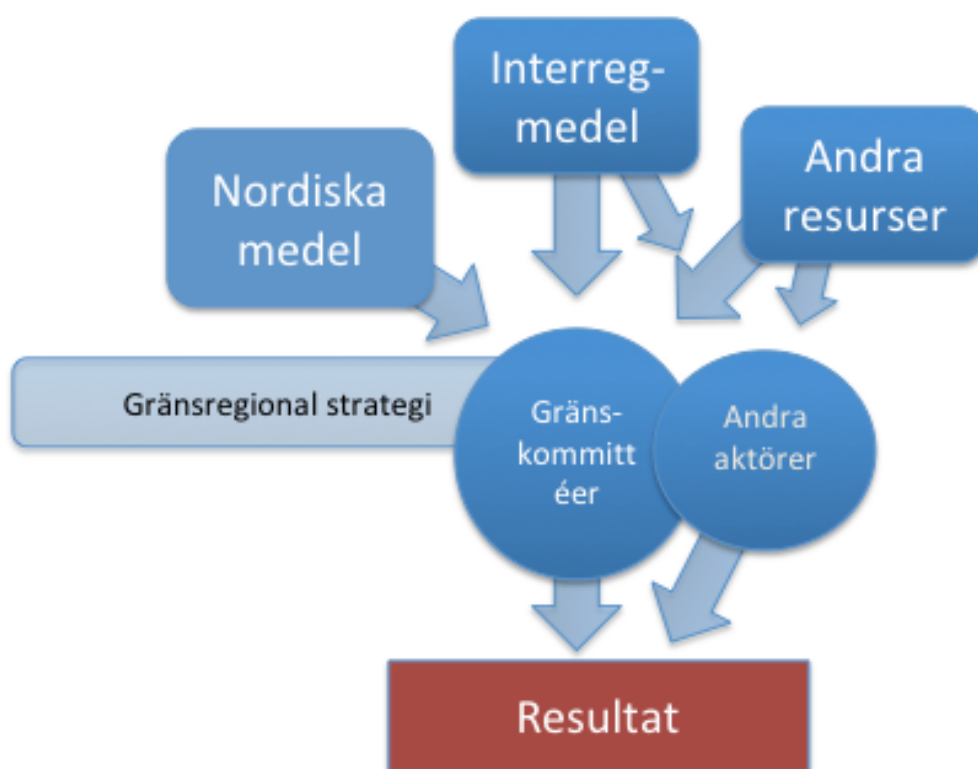 Interreg-
medel
Nordiska
medel
Andra
resurser
Gränsregional strategi
Gräns-
kommitt
éer
Andra
aktörer
Resultat